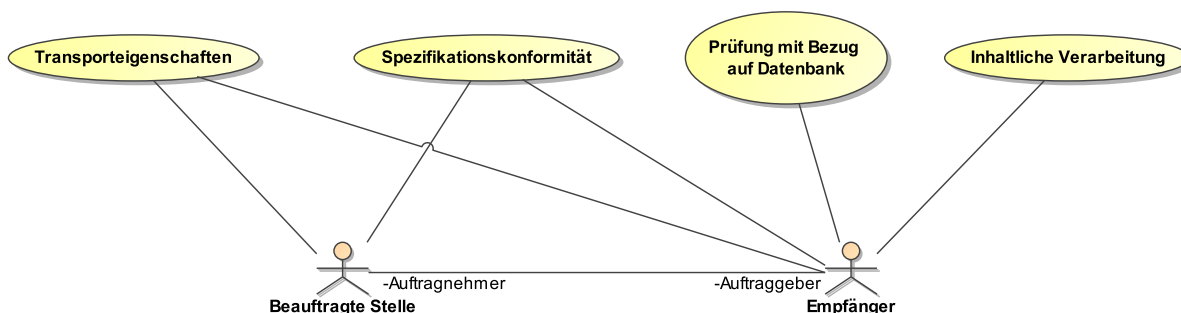 Transporteigenschaften
Spezifikationskonformität
Prüfung mit Bezug
auf Datenbank
Inhaltliche Verarbeitung
-Auftragnehmer
-Auftraggeber
Beauftragte Stelle
Empfänger